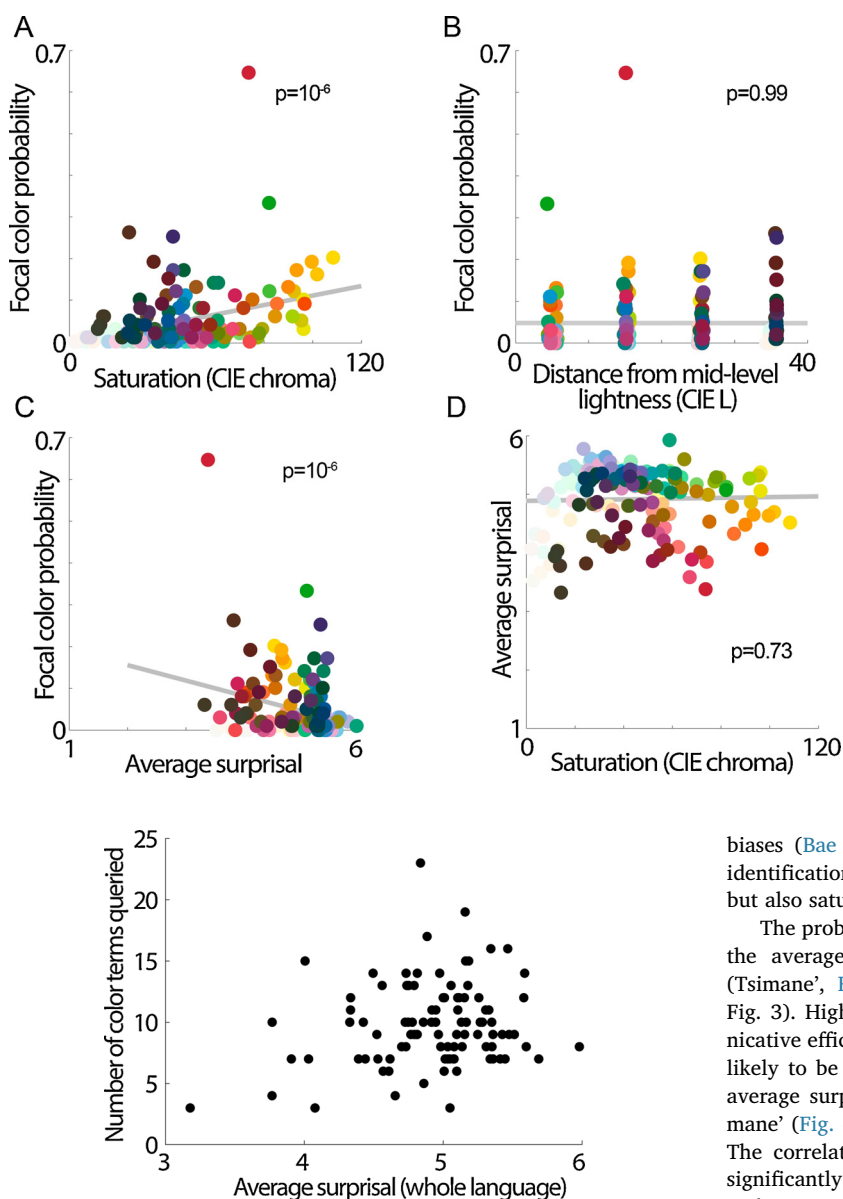 A
0.7
Focal color probability
p=10-6
0
0
120
Saturation (CIE chroma)
B
0.7
Focal color probability
p=0.99
0
0
40
Distance from mid-level
lightness (CIE L)
C
0.7
Focal color probability
p=10-6
0
1
6
Average surprisal
D
6
Average surprisal
p=0.73
1
0
120
Saturation (CIE chroma)
25
20
15
10
5
0
Number of color terms queried
3
4
5
6
Average surprisal (whole language)
biases (Bae
identification
but also satu
The prob
the average
(Tsimane',
Fig. 3). High
nicative effic
likely to be
average surp
mane' (Fig.
The correlat
significantly